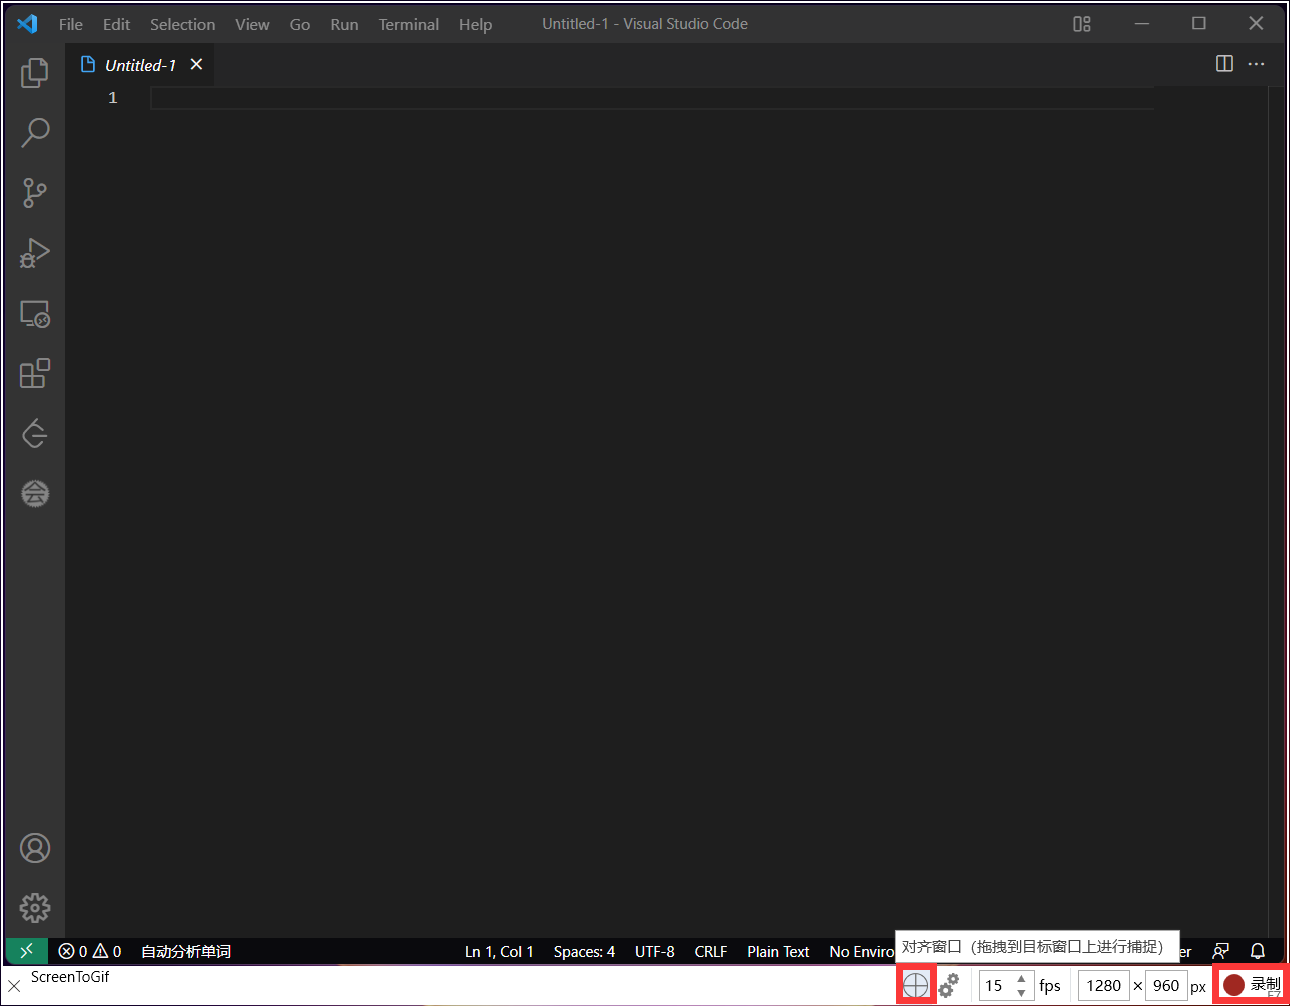 File Edit Selection View Go Run Terminal Help Untitled-1 - Visual Studio Code
Untitled-1
1
0 0 自动分析单词 Ln 1, Col 1 Spaces: 4 UTF-8 CRLF Plain Text No Enviro er
对齐窗口（拖拽到目标窗口上进行捕捉）
ScreenToGif
15 fps 1280 × 960 px 录制
F7